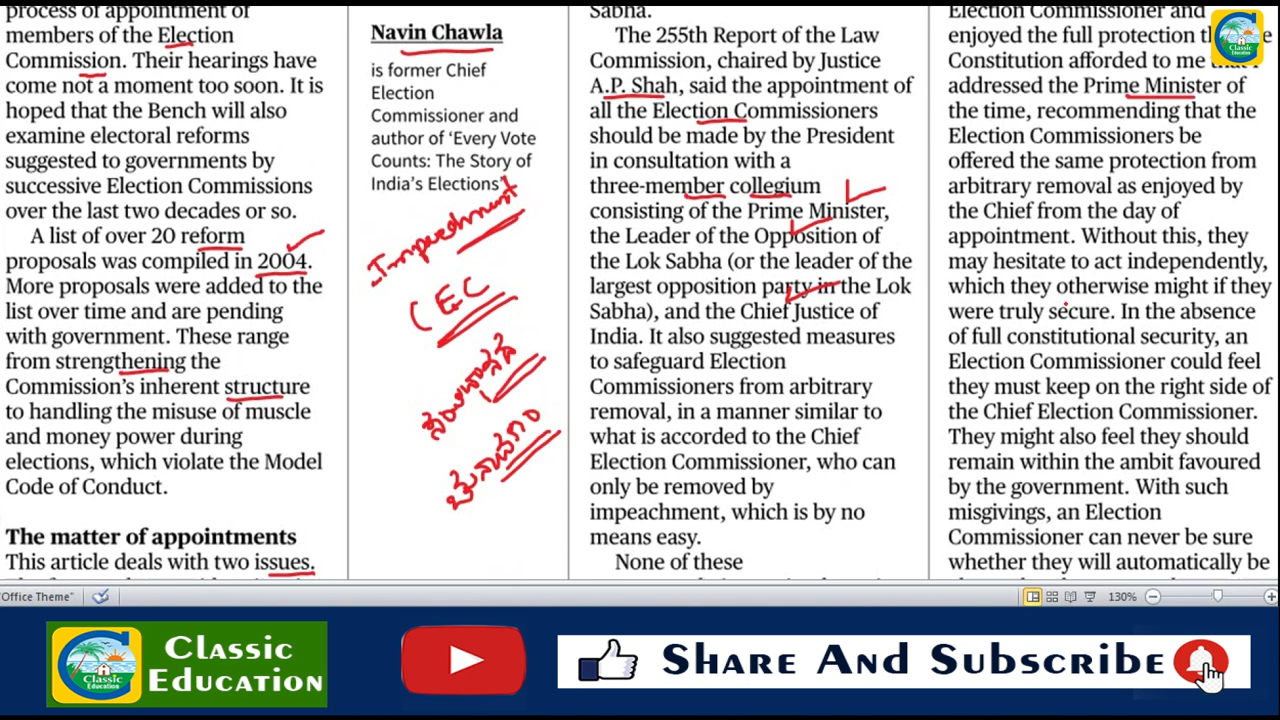 process of appointment of
members of the Election
Commission. Their hearings have
come not a moment too soon. It is
hoped that the Bench will also
examine electoral reforms
suggested to governments by
successive Election Commissions
over the last two decades or so.
A list of over 20 reform
proposals was compiled in 2004.
More proposals were added to the
list over time and are pending
with government. These range
from strengthening the
Commission's inherent structure
to handling the misuse of muscle
and money power during
elections, which violate the Model
Code of Conduct.
The matter of appointments
This article deals with two issues.
Navin Chawla
is former Chief
Election
Commissioner and
author of 'Every Vote
Counts: The Story of
India's Elections'
Impeachment
CEC
Sabha.
The 255th Report of the Law
Commission, chaired by Justice
A.P. Shah, said the appointment of
all the Election Commissioners
should be made by the President
in consultation with a
three-member collegium
consisting of the Prime Minister,
the Leader of the Opposition of
the Lok Sabha (or the leader of the
largest opposition party in the Lok
Sabha), and the Chief Justice of
India. It also suggested measures
to safeguard Election
Commissioners from arbitrary
removal, in a manner similar to
what is accorded to the Chief
Election Commissioner, who can
only be removed by
impeachment, which is by no
means easy.
None of these
Election Commissioner and
enjoyed the full protection
Constitution afforded to me that I
addressed the Prime Minister of
the time, recommending that the
Election Commissioners be
offered the same protection from
arbitrary removal as enjoyed by
the Chief from the day of
appointment. Without this, they
may hesitate to act independently,
which they otherwise might if they
were truly secure. In the absence
of full constitutional security, an
Election Commissioner could feel
they must keep on the right side of
the Chief Election Commissioner.
They might also feel they should
remain within the ambit favoured
by the government. With such
misgivings, an Election
Commissioner can never be sure
whether they will automatically be
Classic
Education
"Office Theme"
130%
Classic
Education
Classic
Education
Share And Subscribe